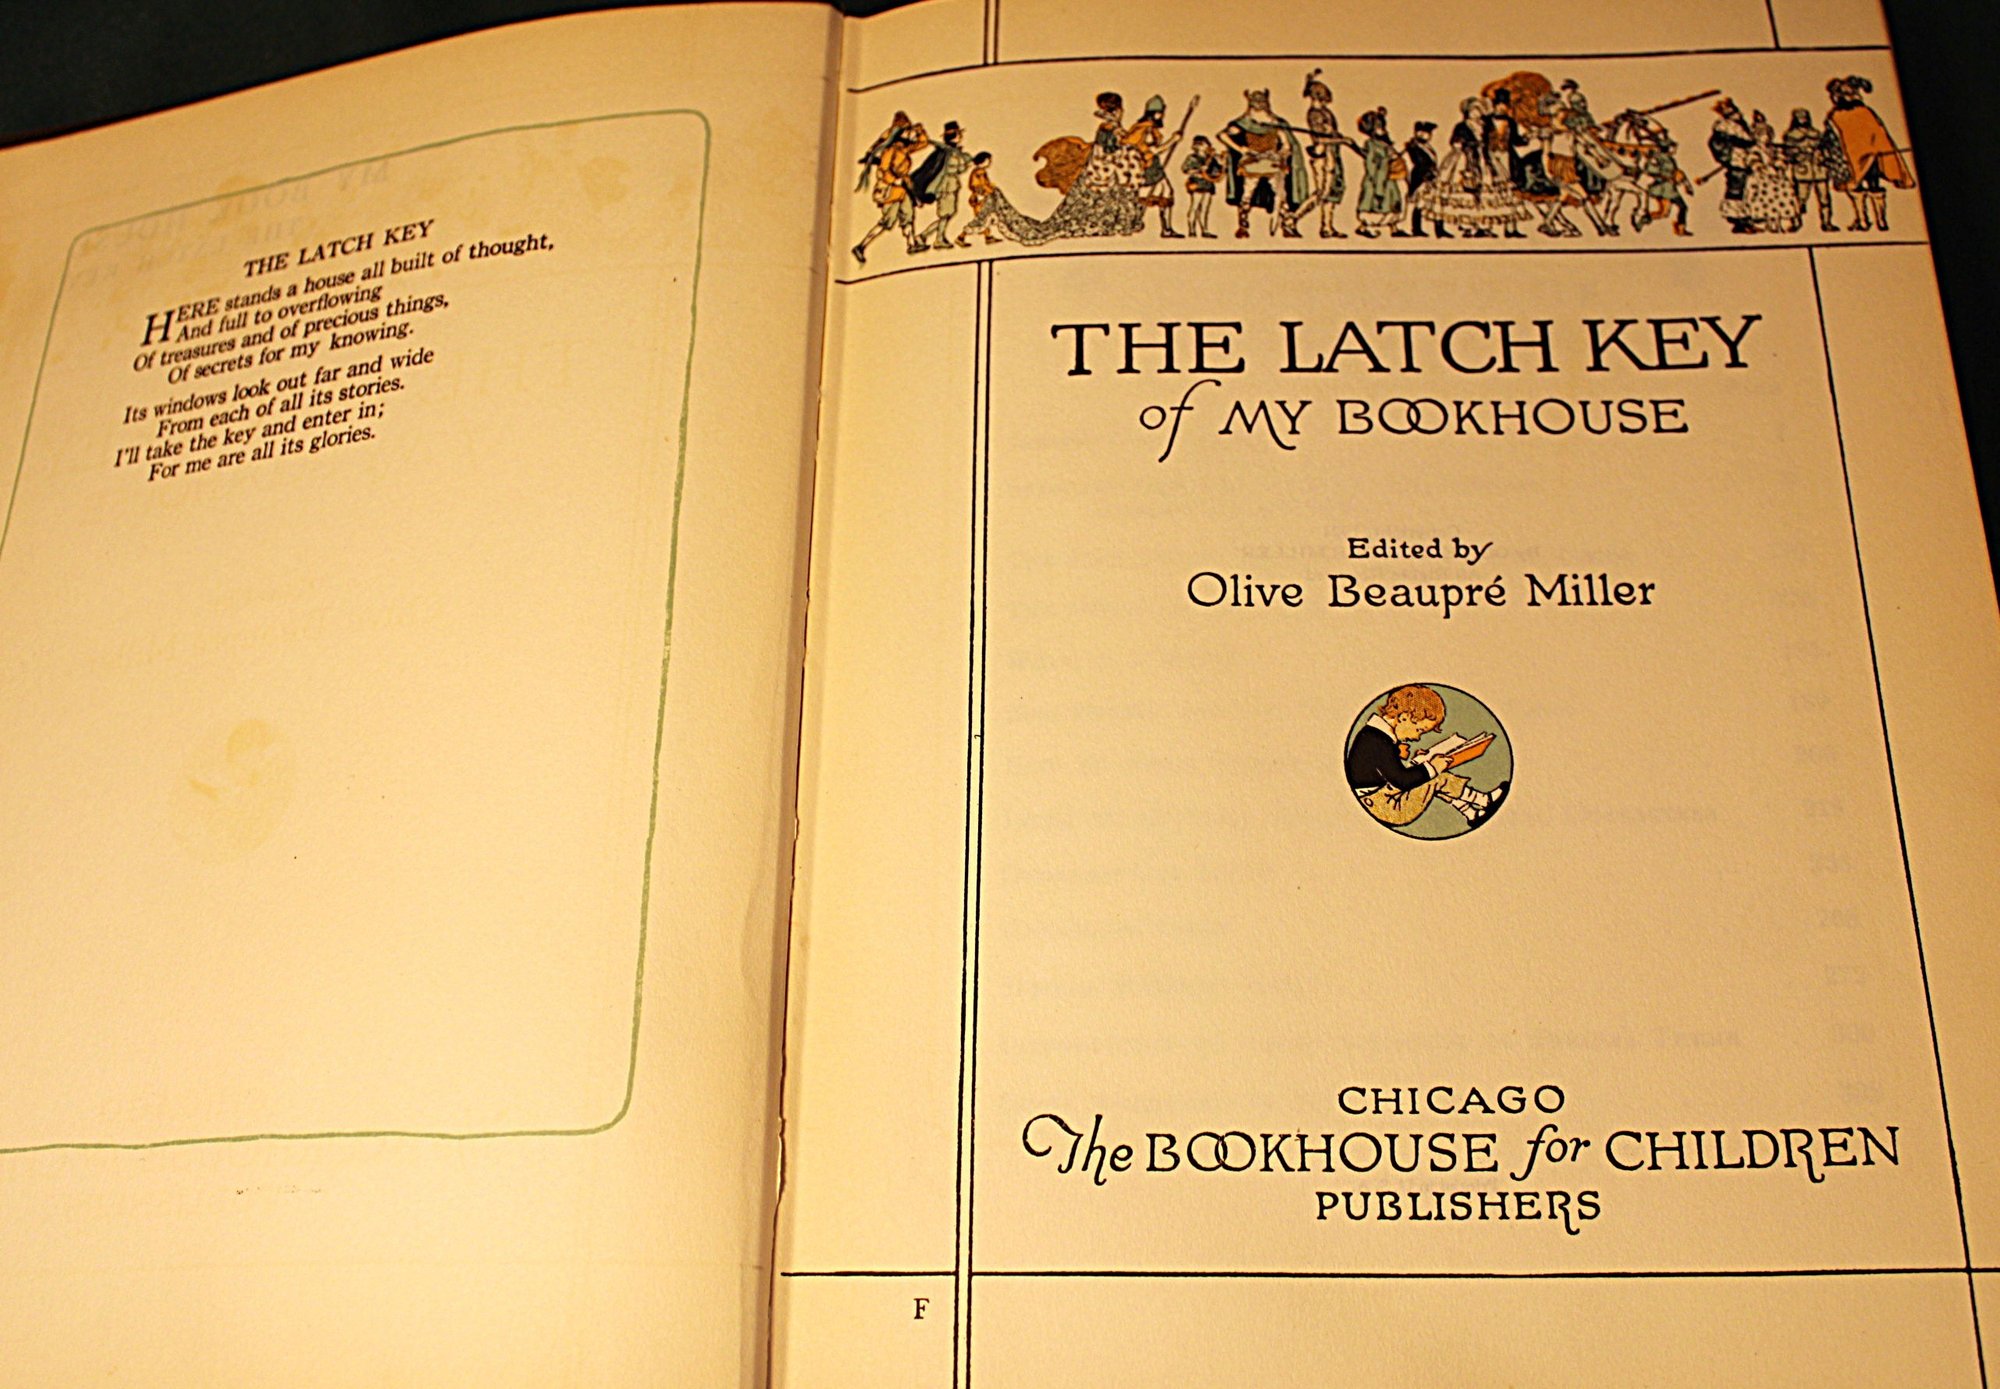 THE LATCH KEY
HERE stands a house all built of thought,
And full to overflowing
Of treasures and of precious things,
Of secrets for my knowing.
Its windows look out far and wide
From each of all its stories.
I'll take the key and enter in;
For me are all its glories.
THE LATCH KEY
of MY BOOKHOUSE
Edited by
Olive Beaupré Miller
CHICAGO
The BOOKHOUSE for CHILDREN
PUBLISHERS
F